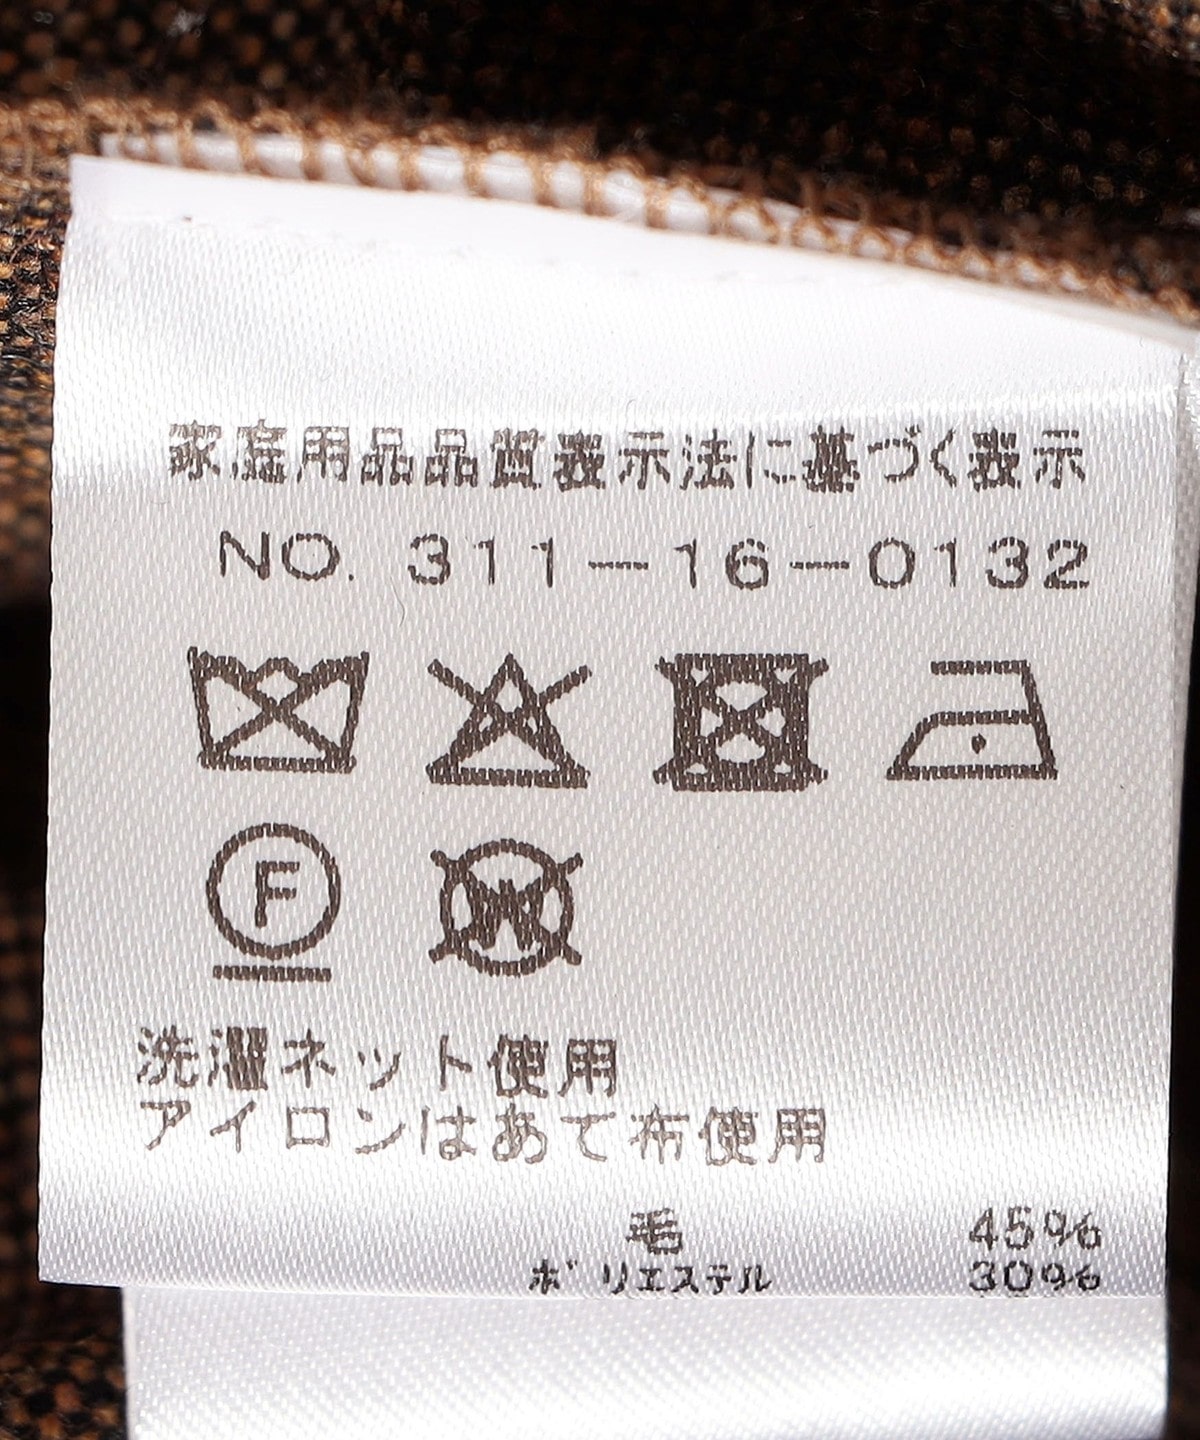 家庭用品品質表示法に基づく表示
NO. 311-16-0132
F W
洗濯ネット使用
アイロンはあて布使用
毛 45%
ポリエステル 30%